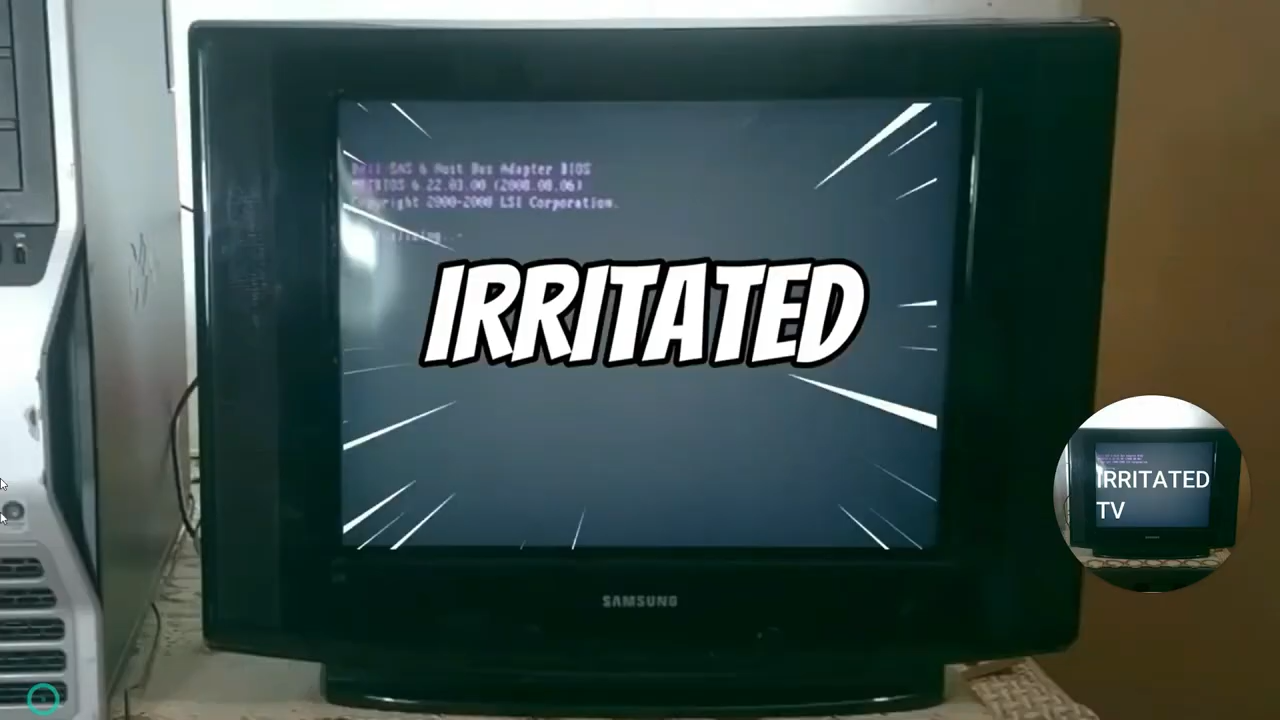 Dell SAS 6 Host Bus Adapter BIOS
MPTBIOS 6.22.03.00 (2008.08.06)
Copyright 2000-2008 LSI Corporation.
IRRITATED
SAMSUNG
IRRITATED
TV